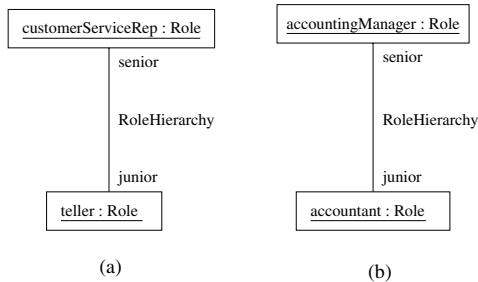 customerServiceRep : Role
senior
RoleHierarchy
junior
teller : Role
(a)
accountingManager : Role
senior
RoleHierarchy
junior
accountant : Role
(b)